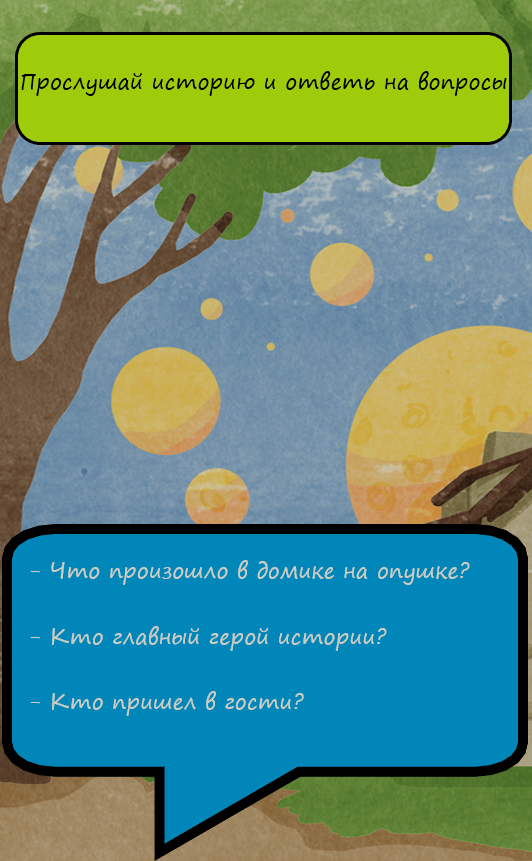 Прослушай историю и ответь на вопросы
- Что произошло в домике на опушке?
- Кто главный герой истории?
- Кто пришел в гости?